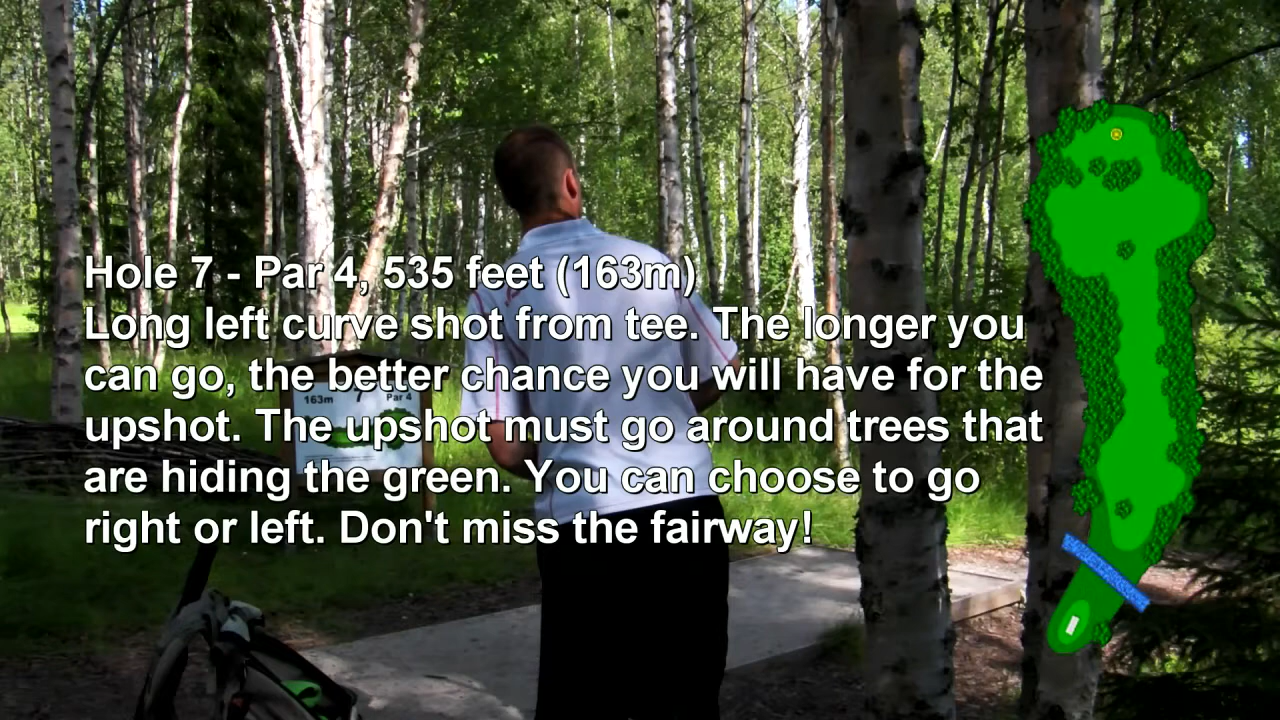 Hole 7 - Par 4, 535 feet (163m)
Long left curve shot from tee. The longer you
can go, the better chance you will have for the
upshot. The upshot must go around trees that
are hiding the green. You can choose to go
right or left. Don't miss the fairway!
163m 7 Par 4